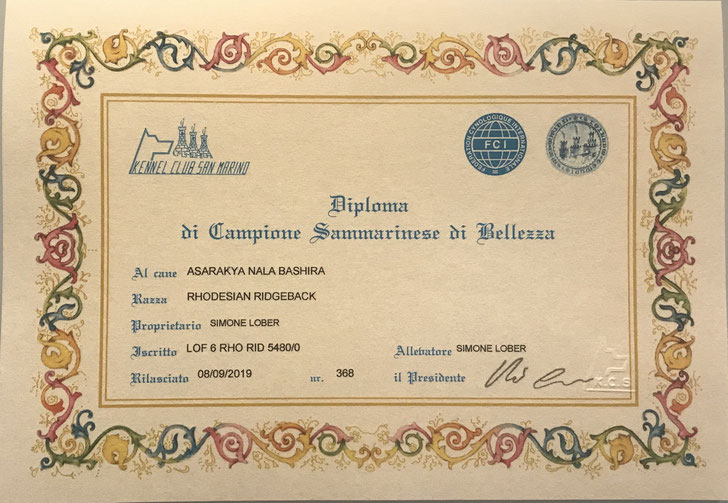 KENNEL CLUB SAN MARINO
FEDERATION CYNOLOGIQUE INTERNATIONALE
FCI
Diploma
di Campione Sammarinese di Bellezza
Al cane ASARAKYA NALA BASHIRA
Razza RHODESIAN RIDGEBACK
Proprietario SIMONE LOBER
Iscritto LOF 6 RHO RID 5480/0 Allevatore SIMONE LOBER
Rilasciato 08/09/2019 nr. 368 il Presidente
K.C.S